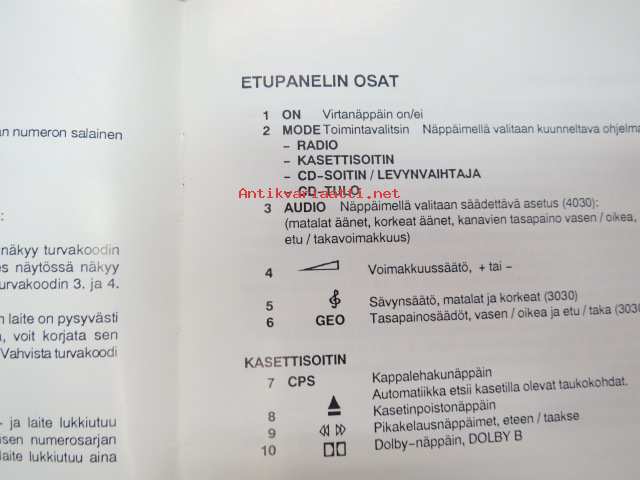 an numeron salainen
:
näkyy turvakoodin
es näytössä näkyy
urvakoodin 3. ja 4.
n laite on pysyvästi
, voit korjata sen
Vahvista turvakoodi
- ja laite lukkiutuu
isen numerosarjan
laite lukkiutuu aina
ETUPANELIN OSAT
1 ON Virtanäppäin on/ei
2 MODE Toimintavalitsin Näppäimellä valitaan kuunneltava ohjelma
– RADIO
– KASETTISOITIN
– CD-SOITIN / LEVYNVAIHTAJA
– CD-TULO
Antikvariaatti.net
3 AUDIO Näppäimellä valitaan säädettävä asetus (4030):
(matalat äänet, korkeat äänet, kanavien tasapaino vasen / oikea,
etu / takavoimakkuus)
4 Voimakkuussäätö, + tai –
5 Sävynsäätö, matalat ja korkeat (3030)
6 GEO Tasapainosäädöt, vasen / oikea ja etu / taka (3030)
KASETTISOITIN
7 CPS Kappalehakunäppäin
Automatiikka etsii kasetilla olevat taukokohdat.
8 Kasetinpoistonäppäin
9 Pikakelausnäppäimet, eteen / taakse
10 Dolby–näppäin, DOLBY B